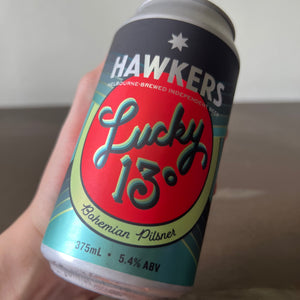 HAWKERS
MELBOURNE-BREWED INDEPENDENT BEER
Lucky
13°
Bohemian Pilsner
375mL • 5.4% ABV